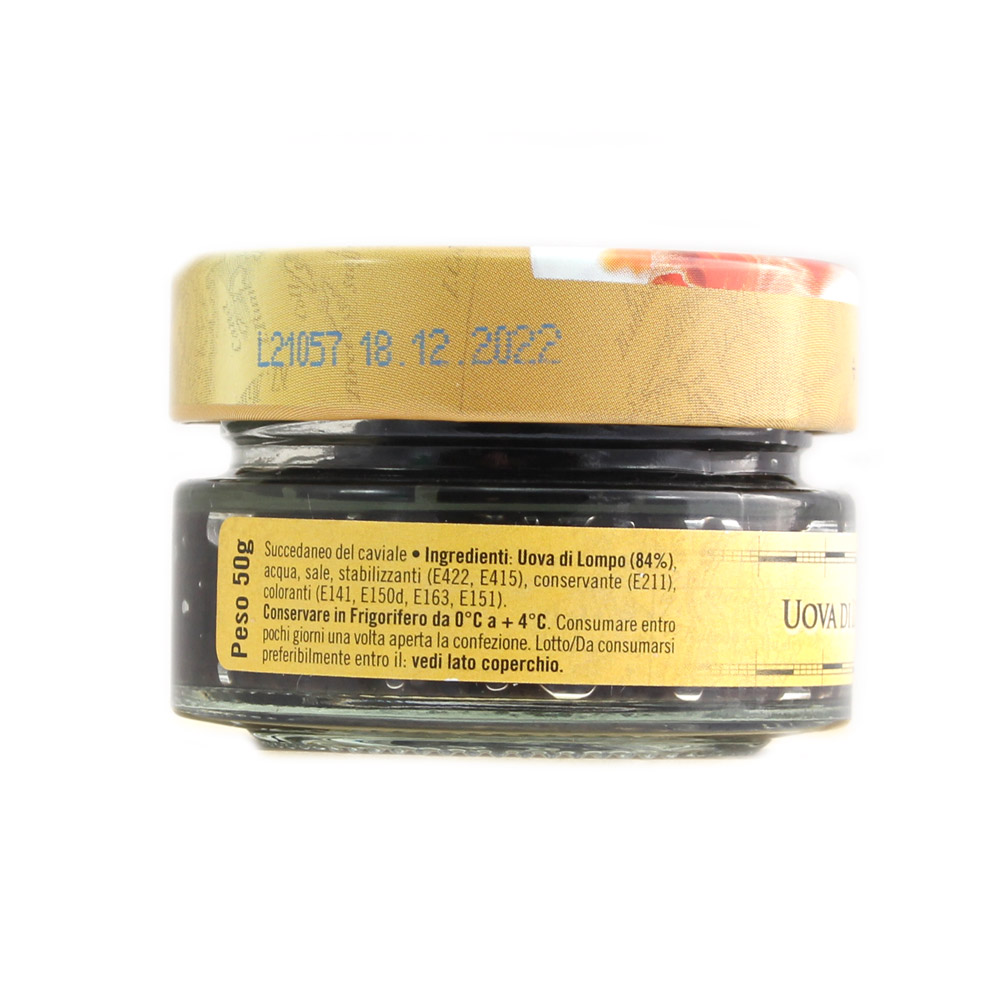 L21057 18.12.2022
Peso 50g
Succedaneo del caviale • Ingredienti: Uova di Lompo (84%),
acqua, sale, stabilizzanti (E422, E415), conservante (E211),
coloranti (E141, E150d, E163, E151).
Conservare in Frigorifero da 0°C a + 4°C. Consumare entro
pochi giorni una volta aperta la confezione. Lotto/Da consumarsi
preferibilmente entro il: vedi lato coperchio.
UOVA DI